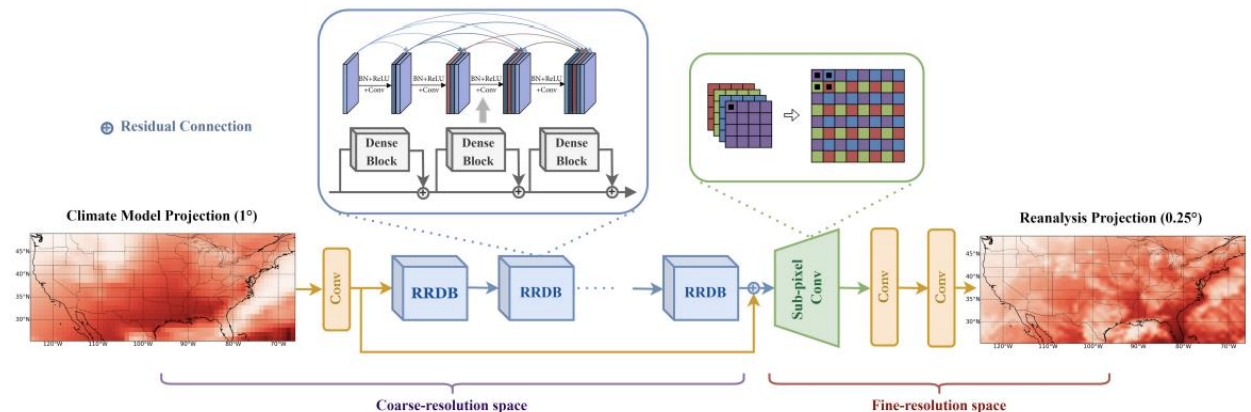 BN+ReLU
+Conv
BN+ReLU
+Conv
BN+ReLU
+Conv
BN+ReLU
+Conv
Residual Connection
Dense
Block
Dense
Block
Dense
Block
Climate Model Projection (1°)
Reanalysis Projection (0.25°)
45°N
40°N
35°N
30°N
120°W
110°W
100°W
90°W
80°W
70°W
Conv
RRDB
RRDB
RRDB
Sub-pixel
Conv
Conv
Conv
45°N
40°N
35°N
30°N
120°W
110°W
100°W
90°W
80°W
70°W
Coarse-resolution space
Fine-resolution space